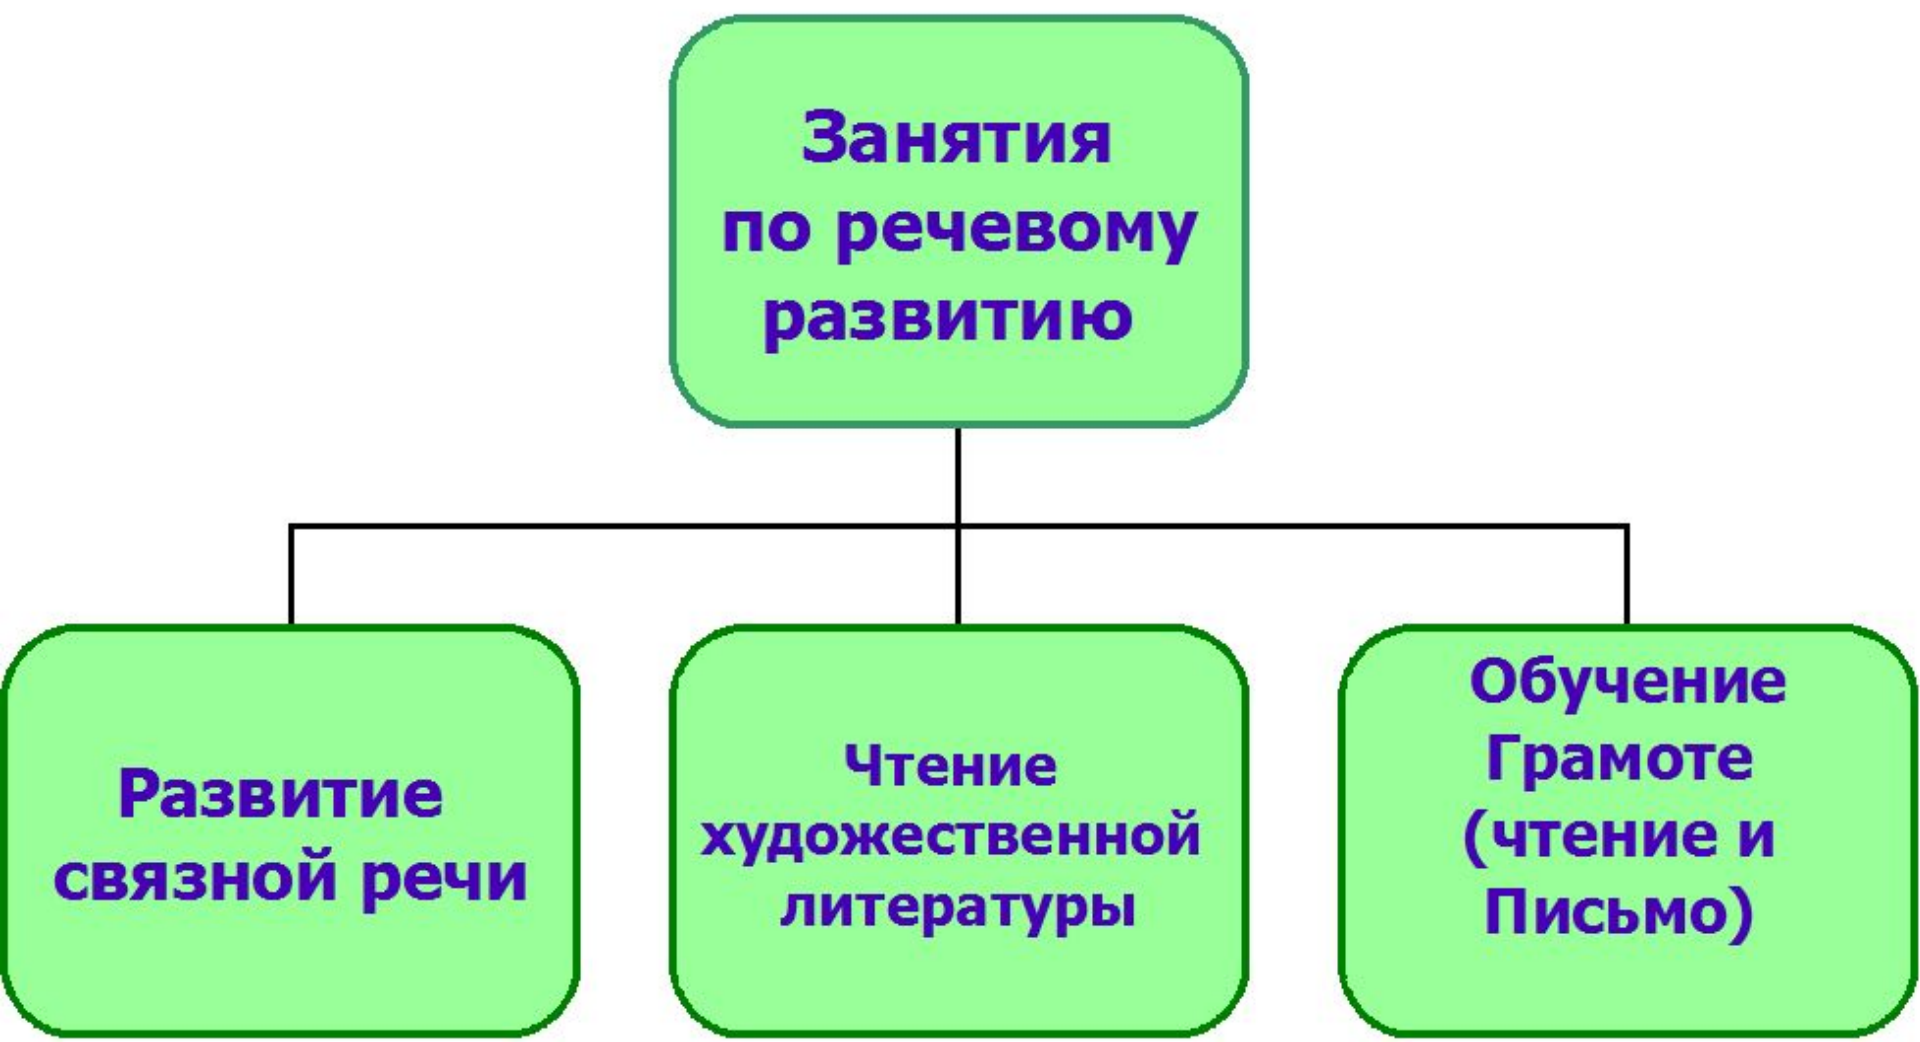 Занятия
по речевому
развитию
Развитие
связной речи
Чтение
художественной
литературы
Обучение
Грамоте
(чтение и
Письмо)